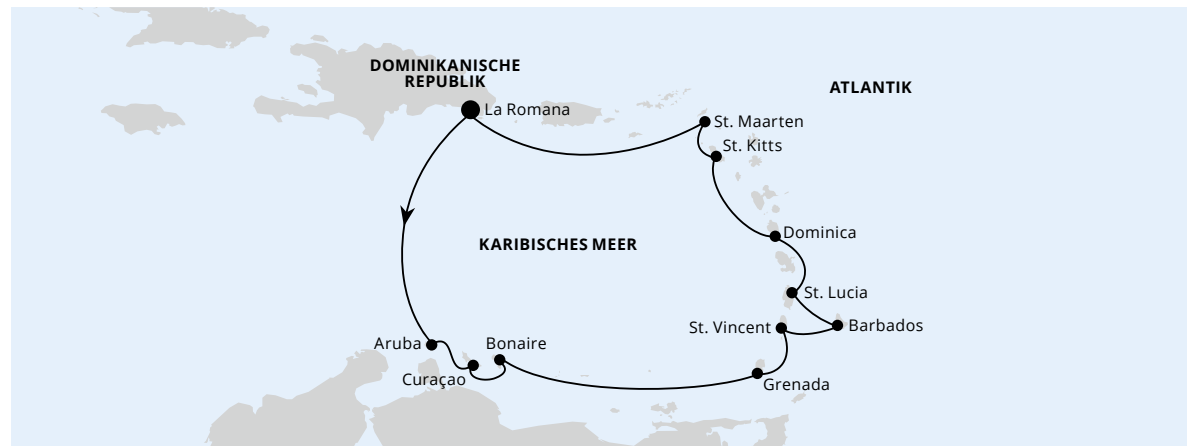 DOMINIKANISCHE
REPUBLIK
ATLANTIK
La Romana
St. Maarten
St. Kitts
Dominica
KARIBISCHES MEER
St. Lucia
St. Vincent
Barbados
Aruba
Bonaire
Curaçao
Grenada